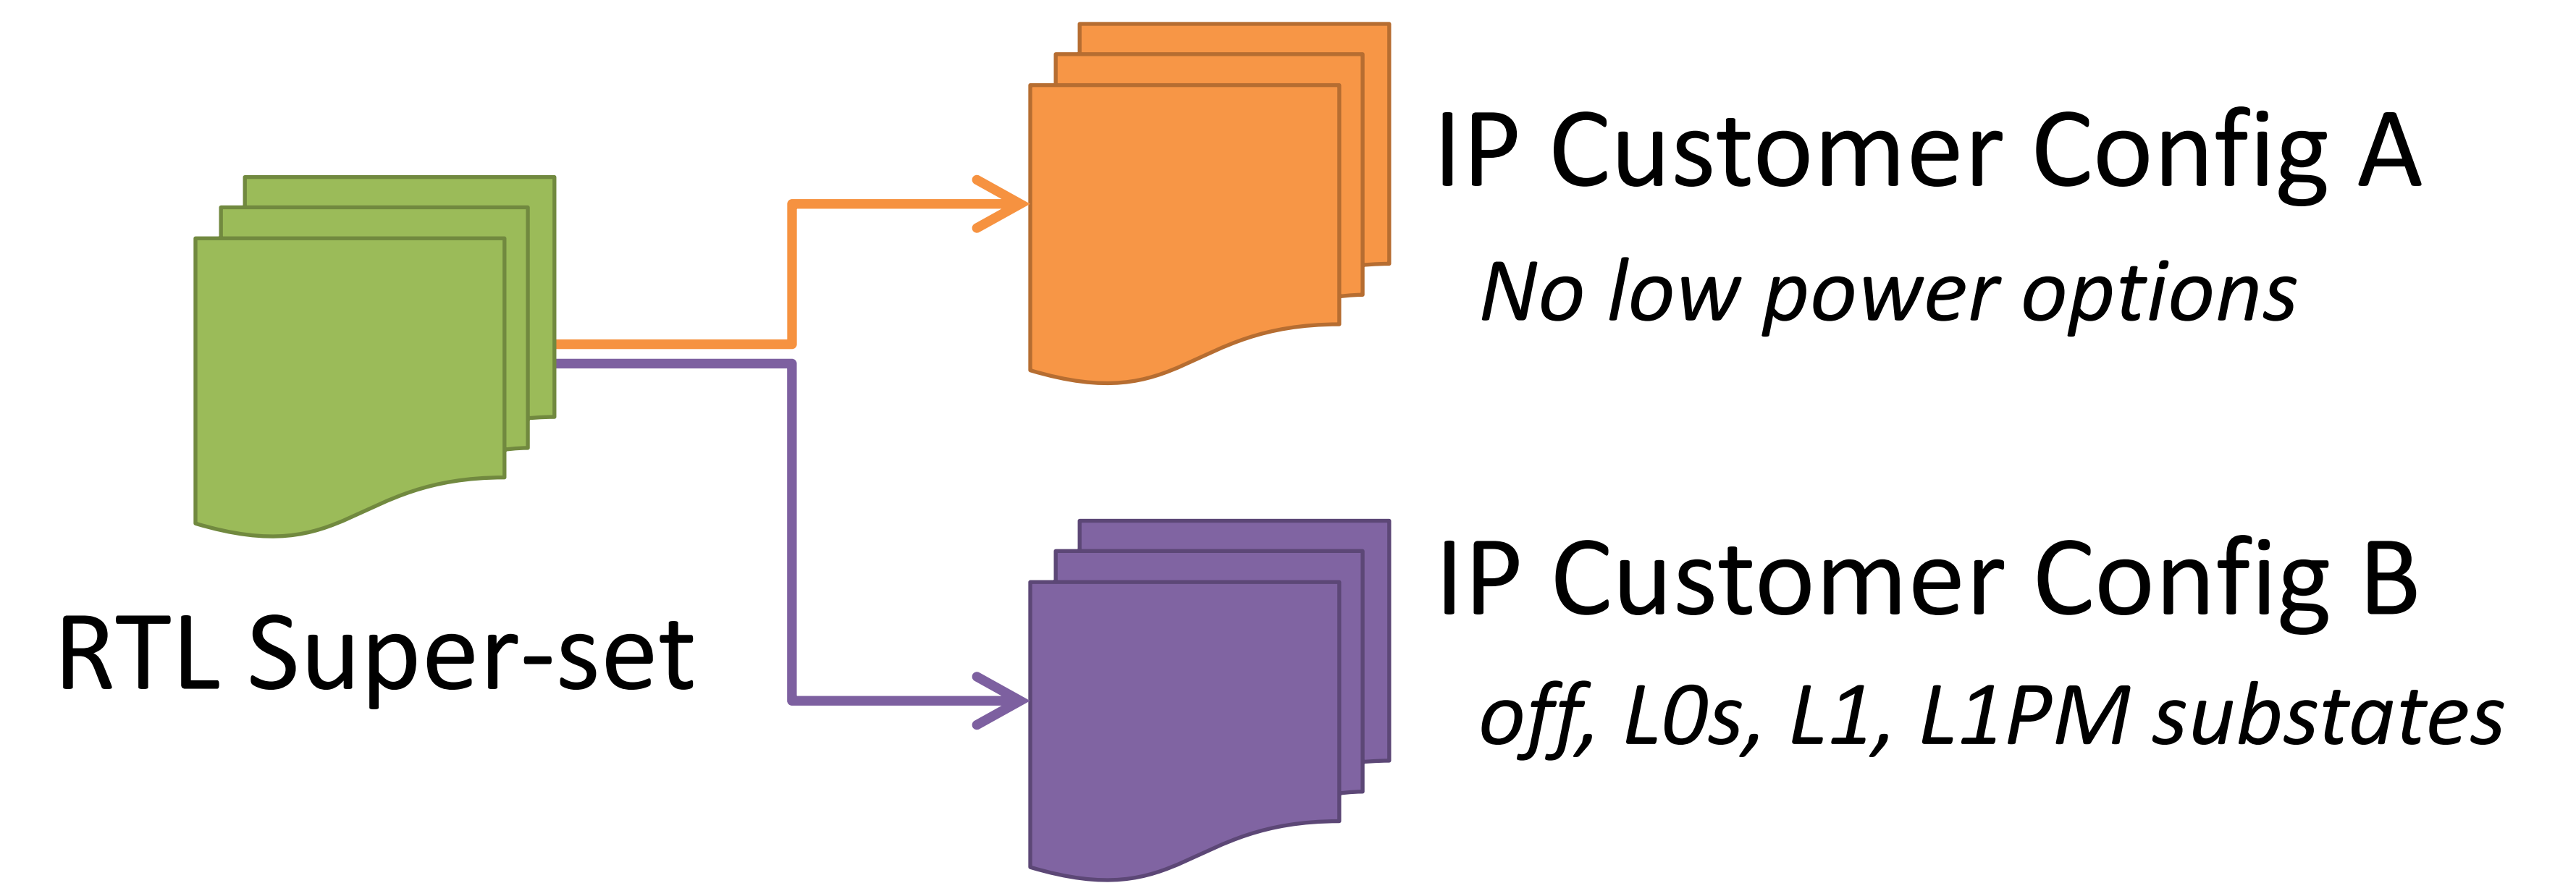 IP Customer Config A
No low power options
RTL Super-set
IP Customer Config B
off, L0s, L1, L1PM substates